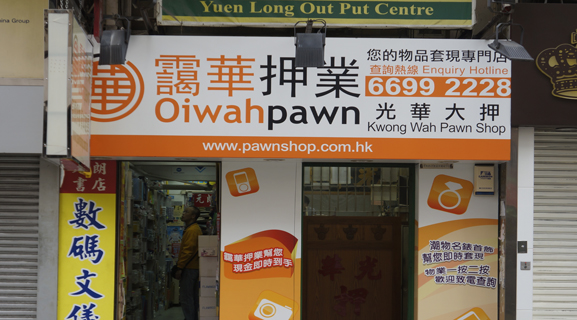 ina Group
Yuen Long Out Put Centre
靄華押業
Oiwahpawn
您的物品套現專門店
查詢熱線 Enquiry Hotline
6699 2228
光華大押
Kwong Wah Pawn Shop
www.pawnshop.com.hk
朗
書店
數碼文儀
靄華押業幫您
現金即時到手
潮物名錶首飾
幫您即時套現
物業一按二按
歡迎致電查詢